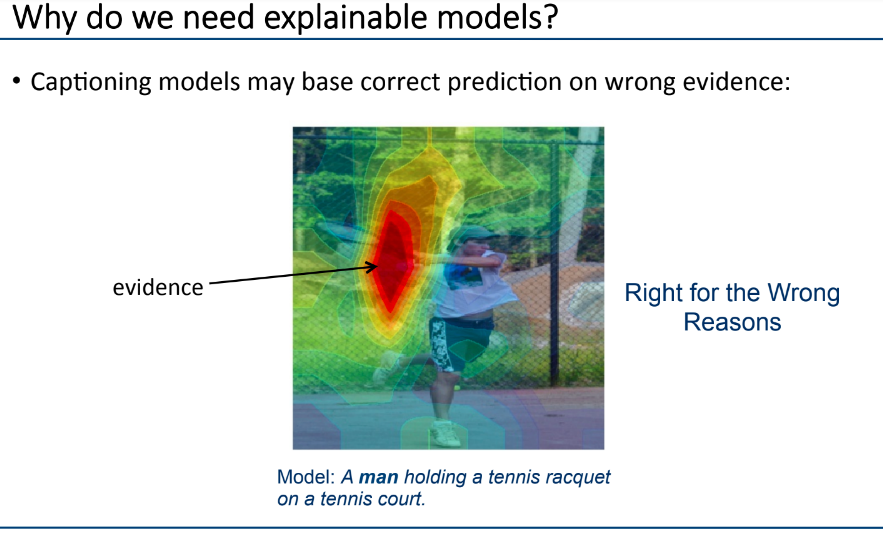 Why do we need explainable models?
• Captioning models may base correct prediction on wrong evidence:
evidence
Right for the Wrong
Reasons
Model: A man holding a tennis racquet
on a tennis court.